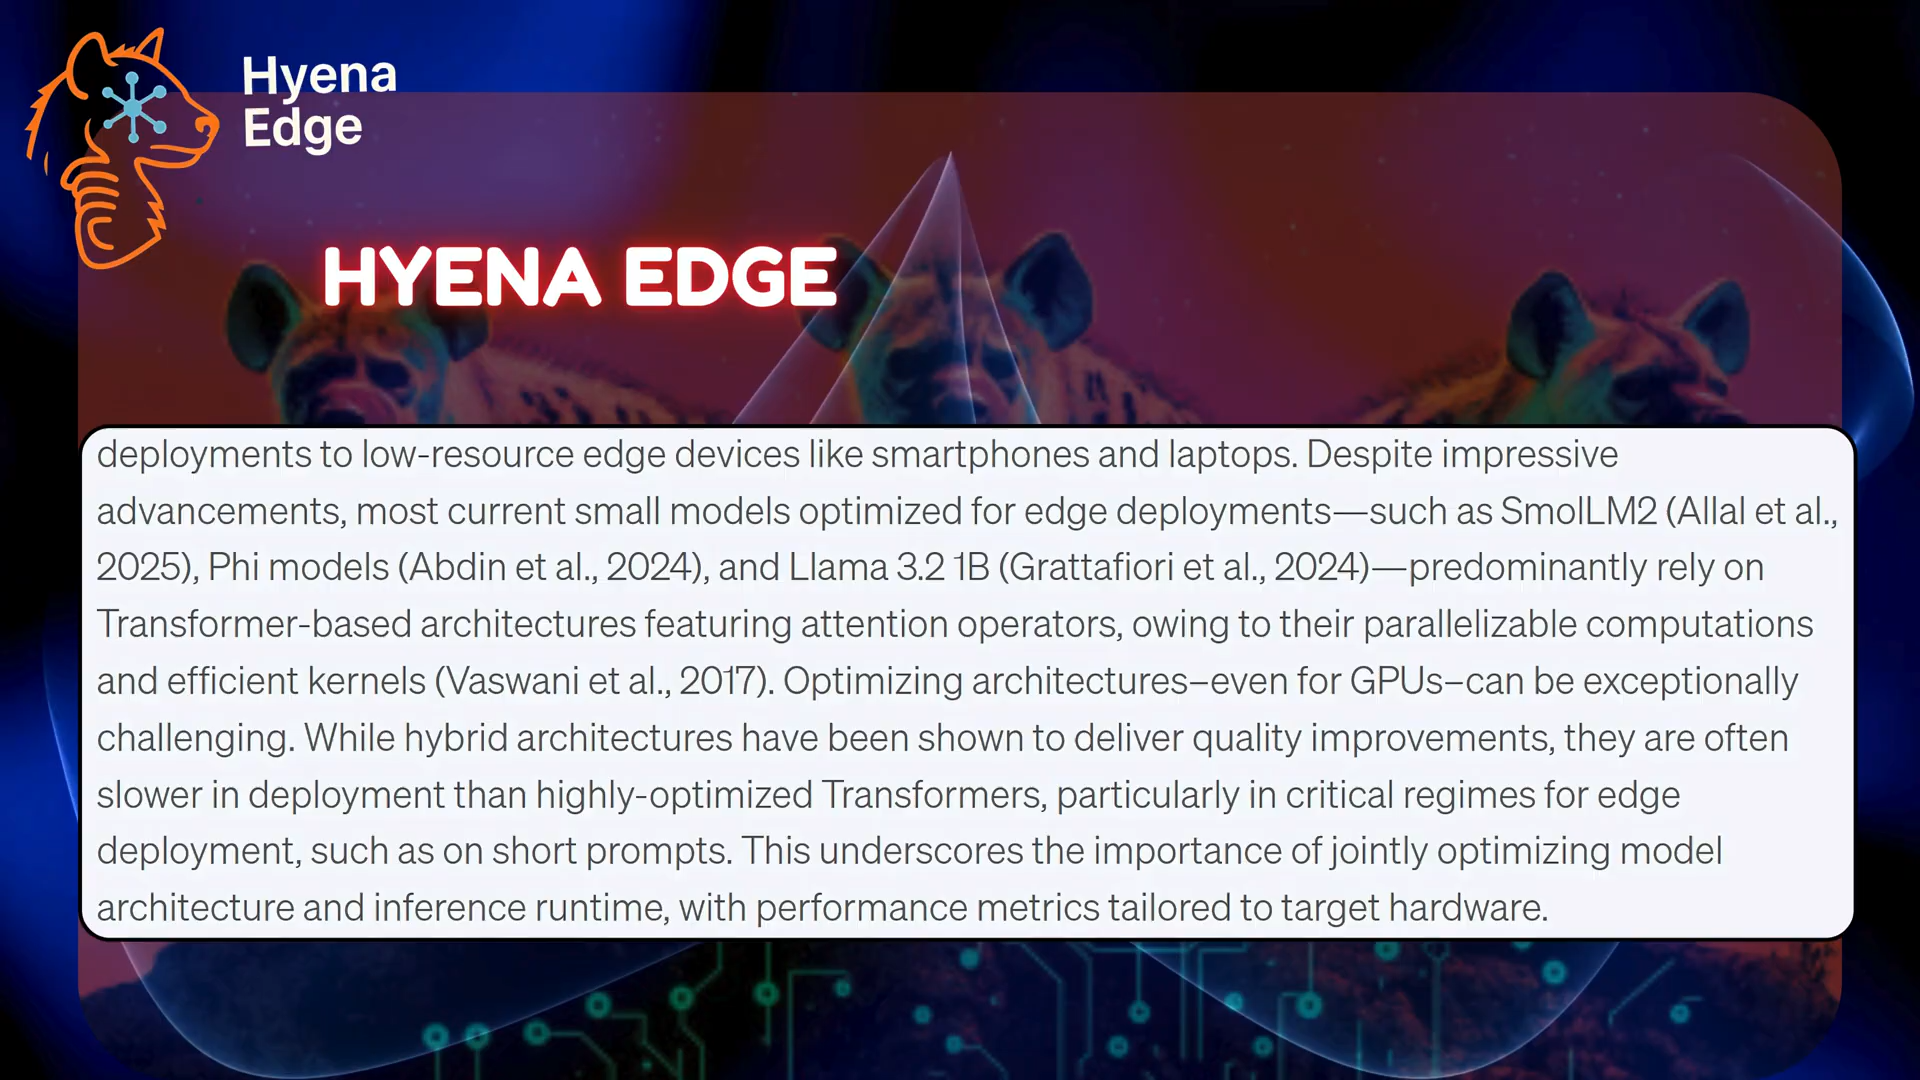 Hyena
Edge
HYENA EDGE
deployments to low-resource edge devices like smartphones and laptops. Despite impressive
advancements, most current small models optimized for edge deployments—such as SmolLM2 (Allal et al.,
2025), Phi models (Abdin et al., 2024), and Llama 3.2 1B (Grattafiori et al., 2024)—predominantly rely on
Transformer-based architectures featuring attention operators, owing to their parallelizable computations
and efficient kernels (Vaswani et al., 2017). Optimizing architectures–even for GPUs–can be exceptionally
challenging. While hybrid architectures have been shown to deliver quality improvements, they are often
slower in deployment than highly-optimized Transformers, particularly in critical regimes for edge
deployment, such as on short prompts. This underscores the importance of jointly optimizing model
architecture and inference runtime, with performance metrics tailored to target hardware.